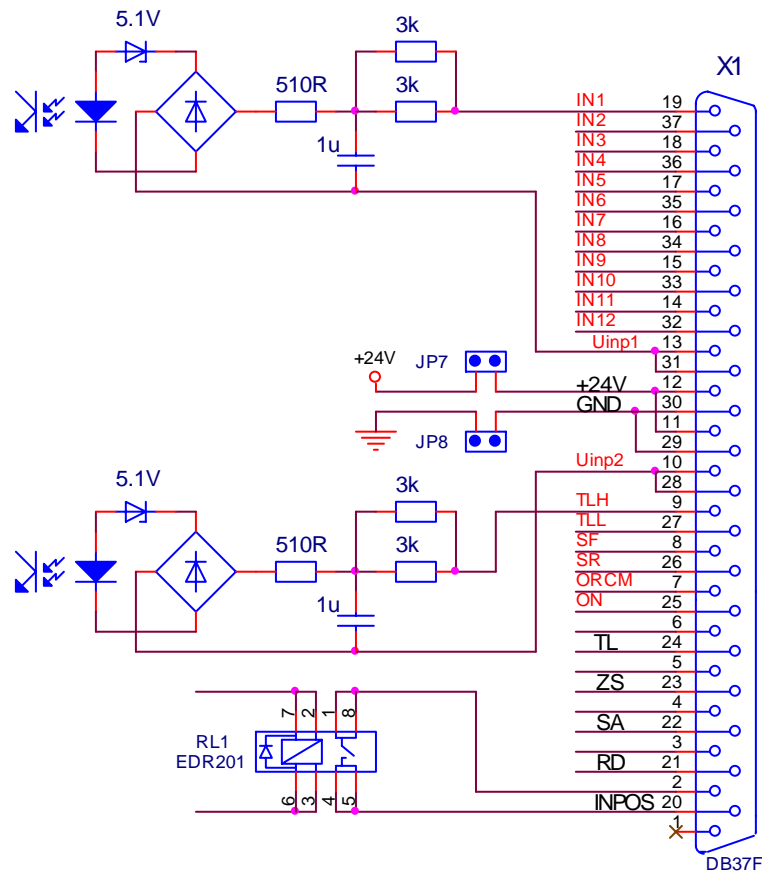 5.1V
3k
X1
510R
3k
IN1 19
IN2 37
1u
IN3 18
IN4 36
IN5 17
IN6 35
IN7 16
IN8 34
IN9 15
IN10 33
IN11 14
IN12 32
Uinp1 13
31
+24V
JP7
+24V 12
GND 30
11
JP8
29
Uinp2 10
28
5.1V
3k
TLH 9
TLL 27
510R
3k
SF 8
SR 26
ORCM 7
1u
ON 25
6
TL 24
5
ZS 23
4
7 2 1 8
SA 22
RL1
EDR201
3
RD 21
2
6 3 4 5
INPOS 20
1
DB37F